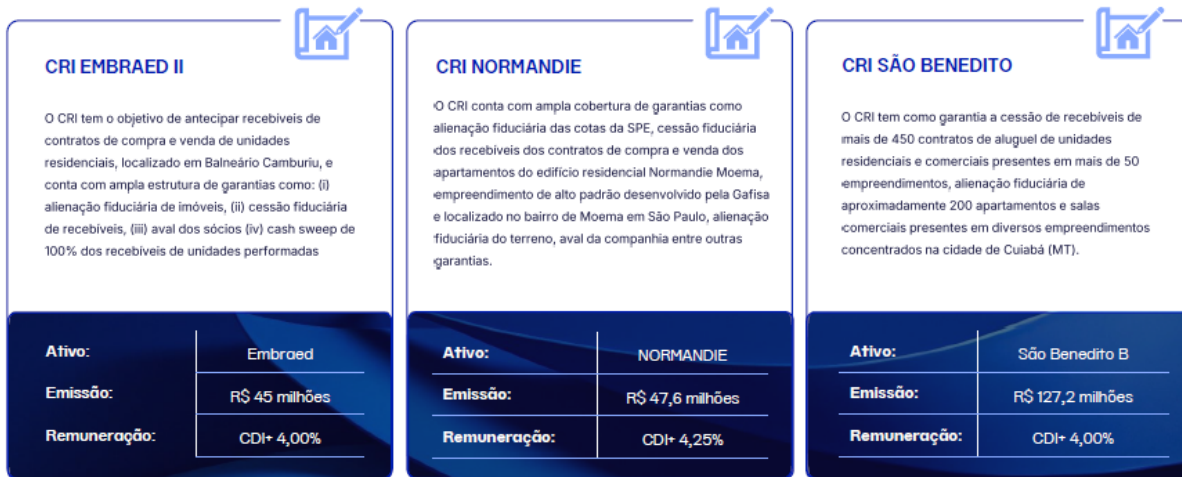 CRI EMBRAED II
O CRI tem o objetivo de antecipar recebíveis de
contratos de compra e venda de unidades
residenciais, localizado em Balneário Camburiu, e
conta com ampla estrutura de garantias como: (i)
alienação fiduciária de imóveis, (ii) cessão fiduciária
de recebíveis, (iii) aval dos sócios (iv) cash sweep de
100% dos recebíveis de unidades performadas
Ativo: Embraed
Emissão: R$ 45 milhões
Remuneração: CDI+ 4,00%
CRI NORMANDIE
O CRI conta com ampla cobertura de garantias como
alienação fiduciária das cotas da SPE, cessão fiduciária
dos recebíveis dos contratos de compra e venda dos
apartamentos do edifício residencial Normandie Moema,
empreendimento de alto padrão desenvolvido pela Gafisa
e localizado no bairro de Moema em São Paulo, alienação
fiduciária do terreno, aval da companhia entre outras
garantias.
Ativo: NORMANDIE
Emissão: R$ 47,6 milhões
Remuneração: CDI+ 4,25%
CRI SÃO BENEDITO
O CRI tem como garantia a cessão de recebíveis de
mais de 450 contratos de aluguel de unidades
residenciais e comerciais presentes em mais de 50
empreendimentos, alienação fiduciária de
aproximadamente 200 apartamentos e salas
comerciais presentes em diversos empreendimentos
concentrados na cidade de Cuiabá (MT).
Ativo: São Benedito B
Emissão: R$ 127,2 milhões
Remuneração: CDI+ 4,00%